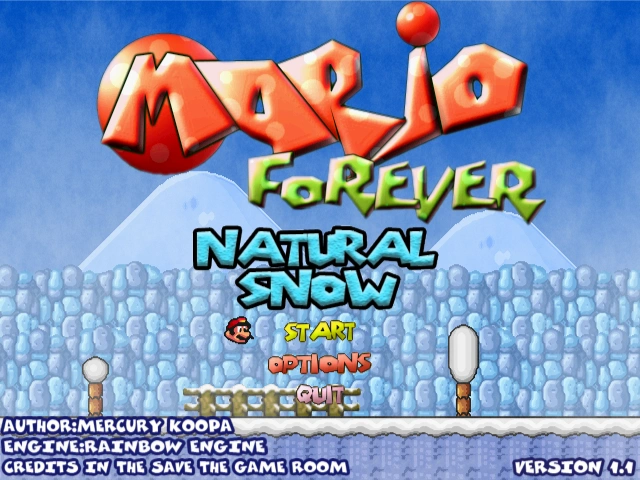 MARIO
FOREVER
NATURAL
SNOW
START
OPTIONS
QUIT
AUTHOR:MERCURY KOOPA
ENGINE:RAINBOW ENGINE
CREDITS IN THE SAVE THE GAME ROOM
VERSION 1.1